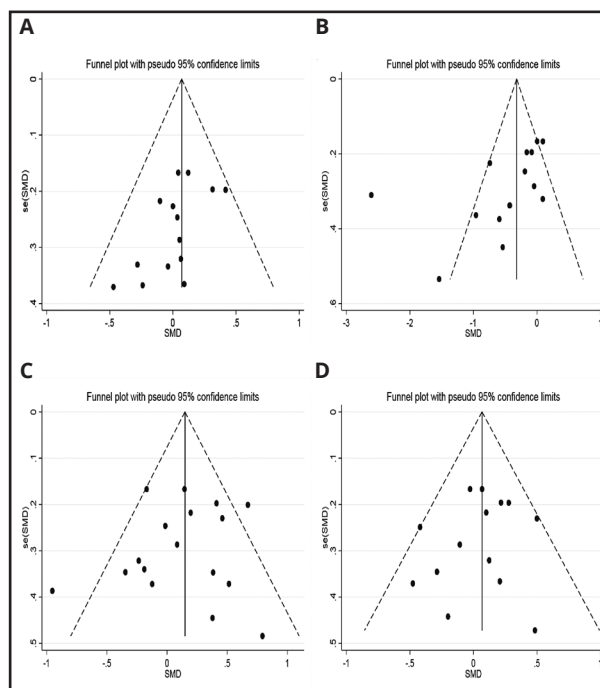 A
Funnel plot with pseudo 95% confidence limits
0
.1
.2
.3
.4
se(SMD)
-1 -.5 0 .5 1
SMD
B
Funnel plot with pseudo 95% confidence limits
0
.2
.4
.6
se(SMD)
-3 -2 -1 0 1
SMD
C
Funnel plot with pseudo 95% confidence limits
0
.1
.2
.3
.4
.5
se(SMD)
-1 -.5 0 .5 1
SMD
D
Funnel plot with pseudo 95% confidence limits
0
.1
.2
.3
.4
.5
se(SMD)
-1 -.5 0 .5 1
SMD